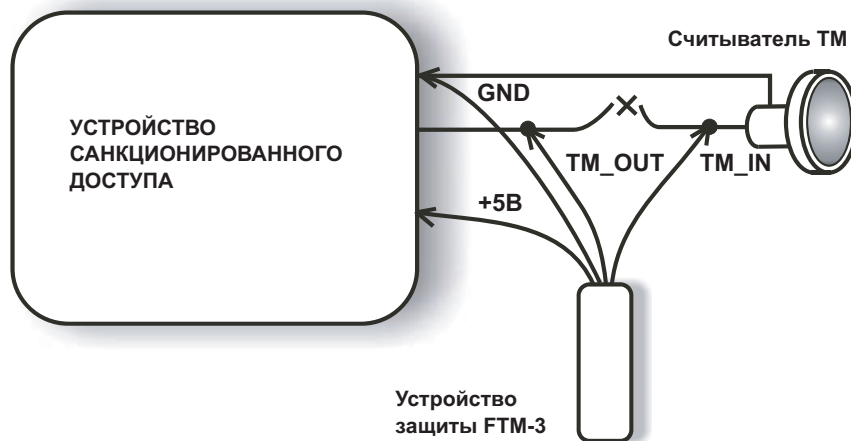 Считыватель ТМ
GND
УСТРОЙСТВО
САНКЦИОНИРОВАННОГО
ДОСТУПА
TM_OUT
TM_IN
+5В
Устройство
защиты FTM-3